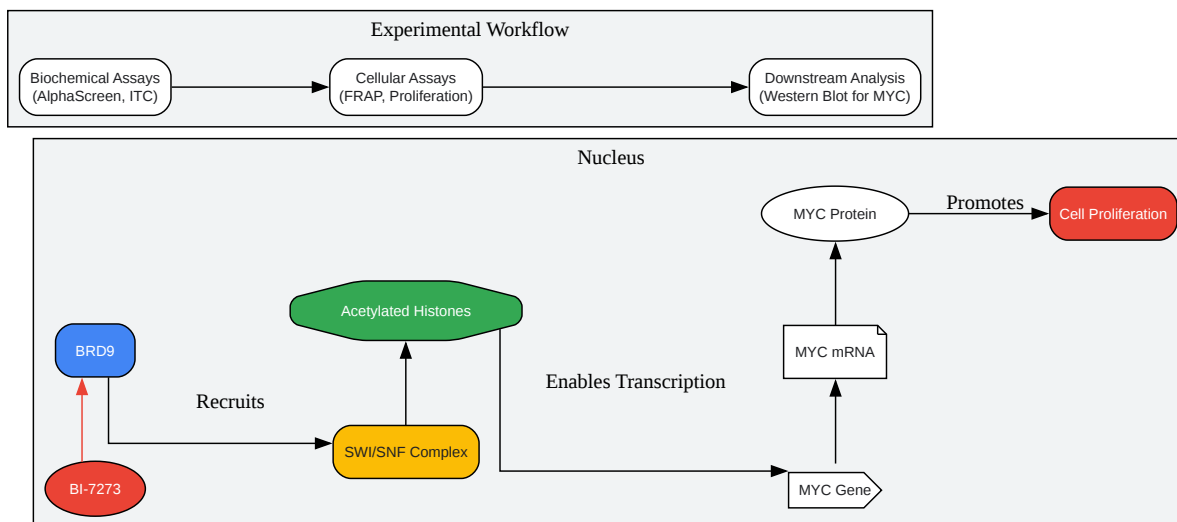 Experimental Workflow
Biochemical Assays
(AlphaScreen, ITC)
Cellular Assays
(FRAP, Proliferation)
Downstream Analysis
(Western Blot for MYC)
Nucleus
MYC Protein
Promotes
Cell Proliferation
Acetylated Histones
BRD9
MYC mRNA
Enables Transcription
Recruits
SWI/SNF Complex
BI-7273
MYC Gene